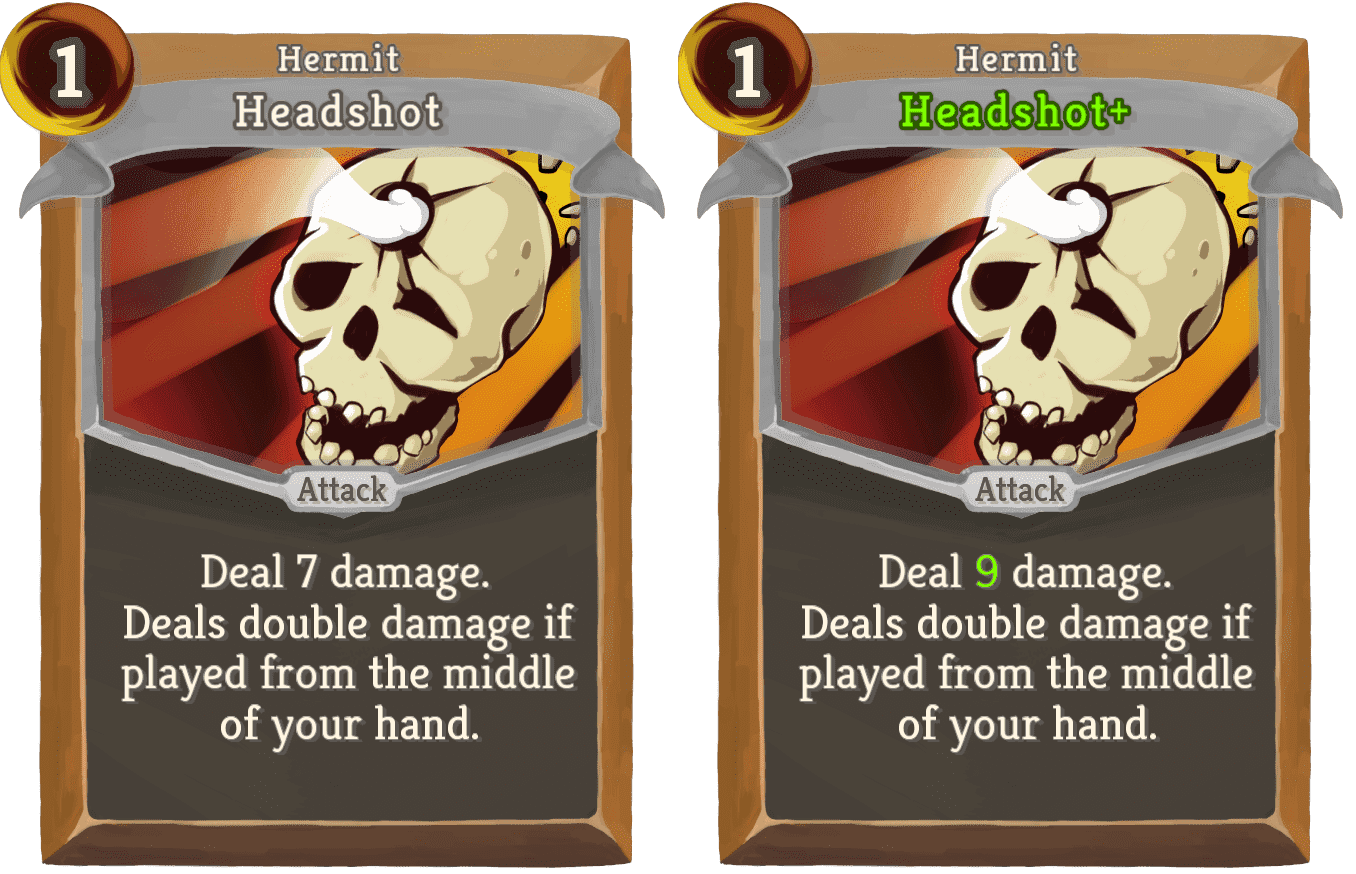 1
Hermit
Headshot
Attack
Deal 7 damage.
Deals double damage if
played from the middle
of your hand.
1
Hermit
Headshot+
Attack
Deal 9 damage.
Deals double damage if
played from the middle
of your hand.